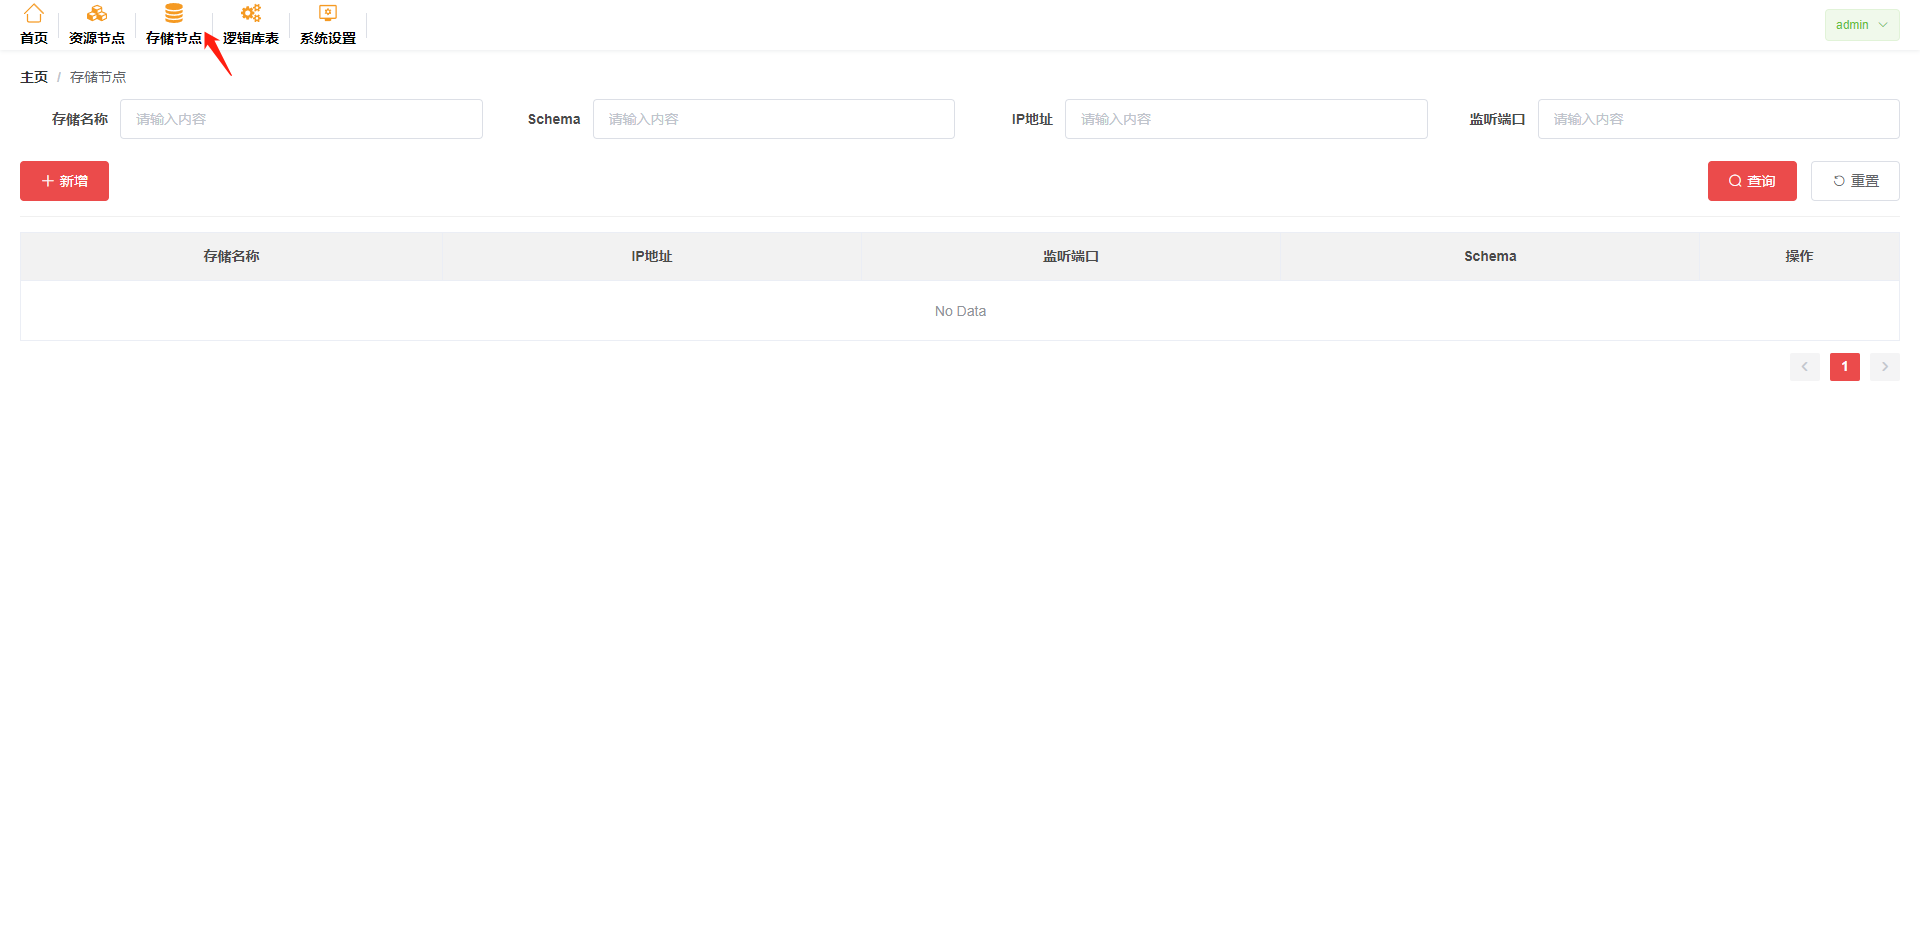 首页 资源节点 存储节点 逻辑库表 系统设置 admin
主页 / 存储节点
存储名称 请输入内容 Schema 请输入内容 IP地址 请输入内容 监听端口 请输入内容
新增 查询 重置
存储名称 IP地址 监听端口 Schema 操作
No Data
1